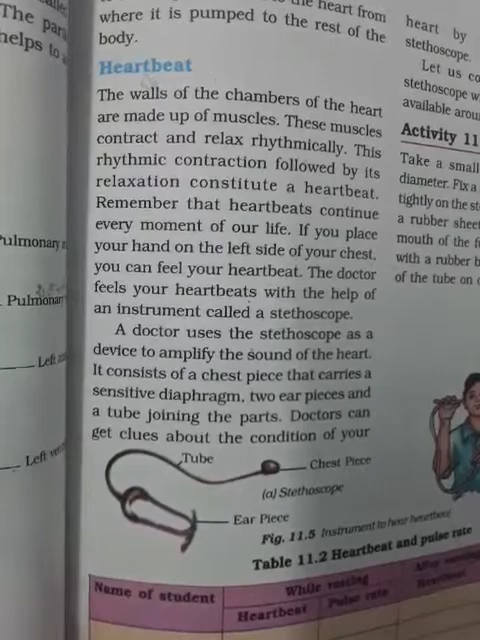 The
helps to
the heart from
where it is pumped to the rest of the
body.
Heartbeat
The walls of the chambers of the heart
are made up of muscles. These muscles
contract and relax rhythmically. This
rhythmic contraction followed by its
relaxation constitute a heartbeat.
Remember that heartbeats continue
every moment of our life. If you place
your hand on the left side of your chest,
you can feel your heartbeat. The doctor
feels your heartbeats with the help of
an instrument called a stethoscope.
A doctor uses the stethoscope as a
device to amplify the sound of the heart.
It consists of a chest piece that carries a
sensitive diaphragm, two ear pieces and
a tube joining the parts. Doctors can
get clues about the condition of your
Tube
Chest Piece
(a) Stethoscope
Ear Piece
Fig. 11.5 Instrument to hear heartbeat
Table 11.2 Heartbeat and pulse rate
Name of student
While resting
Heartbeat
Pulse rate
Heartbeat
Pulmonary
Left
Left
heart by
stethoscope.
Let us
stethoscope
available
Activity 11
Take a small
diameter. Fix a
tightly on the
a rubber
mouth of the
with a rubber
of the tube on